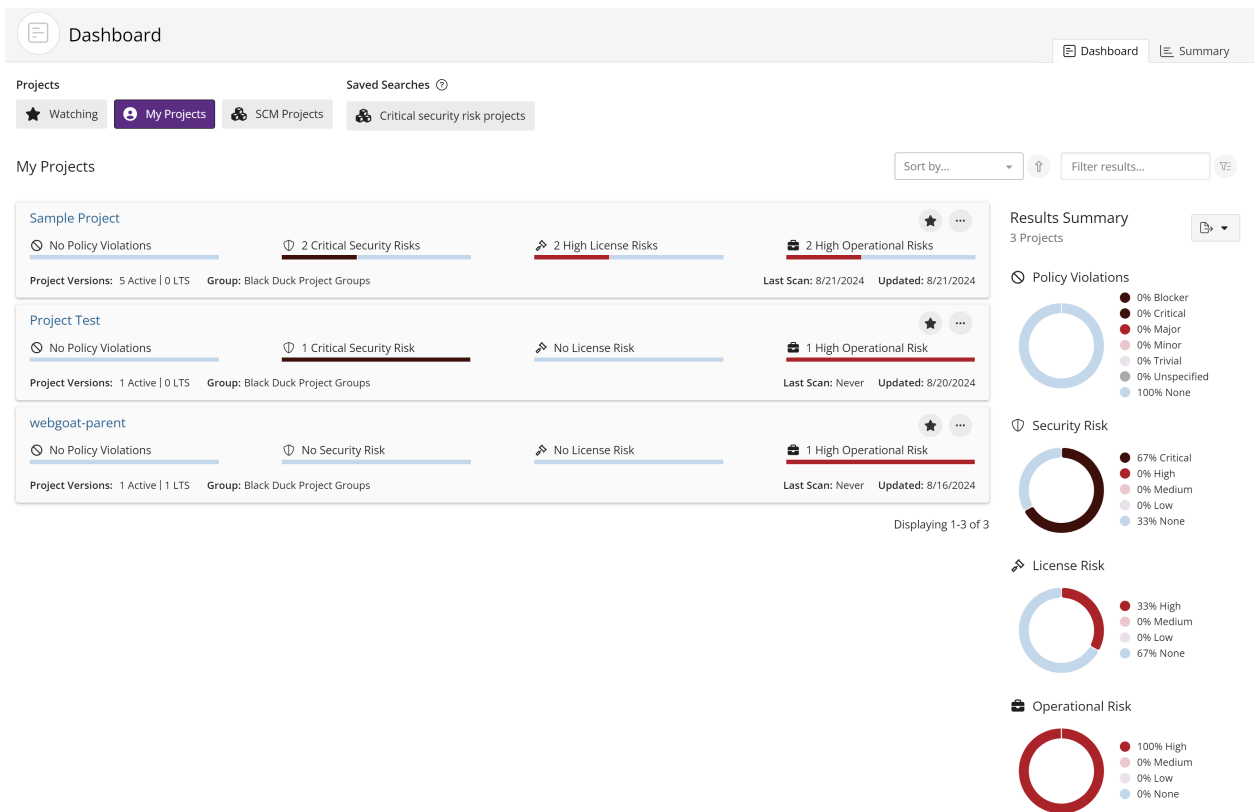 Dashboard
Dashboard Summary
Projects
Saved Searches ?
Watching My Projects SCM Projects Critical security risk projects
My Projects
Sort by... Filter results...
Sample Project
No Policy Violations 2 Critical Security Risks 2 High License Risks 2 High Operational Risks
Project Versions: 5 Active | 0 LTS Group: Black Duck Project Groups Last Scan: 8/21/2024 Updated: 8/21/2024
Project Test
No Policy Violations 1 Critical Security Risk No License Risk 1 High Operational Risk
Project Versions: 1 Active | 0 LTS Group: Black Duck Project Groups Last Scan: Never Updated: 8/20/2024
webgoat-parent
No Policy Violations No Security Risk No License Risk 1 High Operational Risk
Project Versions: 1 Active | 1 LTS Group: Black Duck Project Groups Last Scan: Never Updated: 8/16/2024
Displaying 1-3 of 3
Results Summary
3 Projects
Policy Violations
0% Blocker
0% Critical
0% Major
0% Minor
0% Trivial
0% Unspecified
100% None
Security Risk
67% Critical
0% High
0% Medium
0% Low
33% None
License Risk
33% High
0% Medium
0% Low
67% None
Operational Risk
100% High
0% Medium
0% Low
0% None